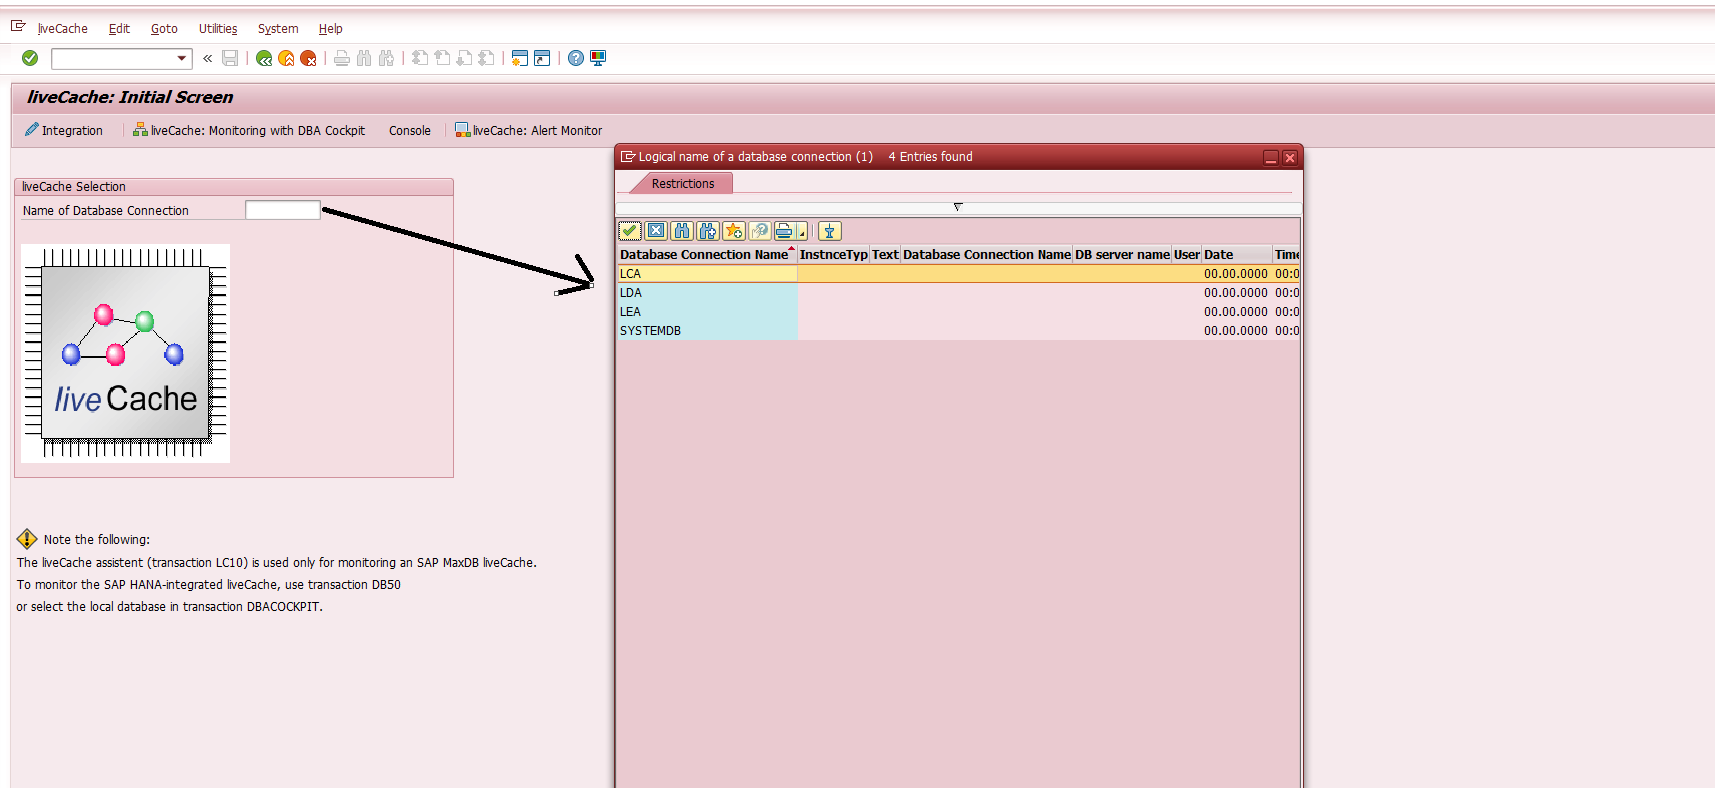 liveCache Edit Goto Utilities System Help
liveCache: Initial Screen
Integration liveCache: Monitoring with DBA Cockpit Console liveCache: Alert Monitor
liveCache Selection
Name of Database Connection
live Cache
Note the following:
The liveCache assistent (transaction LC10) is used only for monitoring an SAP MaxDB liveCache.
To monitor the SAP HANA-integrated liveCache, use transaction DB50
or select the local database in transaction DBACOCKPIT.
Logical name of a database connection (1) 4 Entries found
Restrictions
Database Connection Name InstnceTyp Text Database Connection Name DB server name User Date Time
LCA 00.00.0000 00:0
LDA 00.00.0000 00:0
LEA 00.00.0000 00:0
SYSTEMDB 00.00.0000 00:0